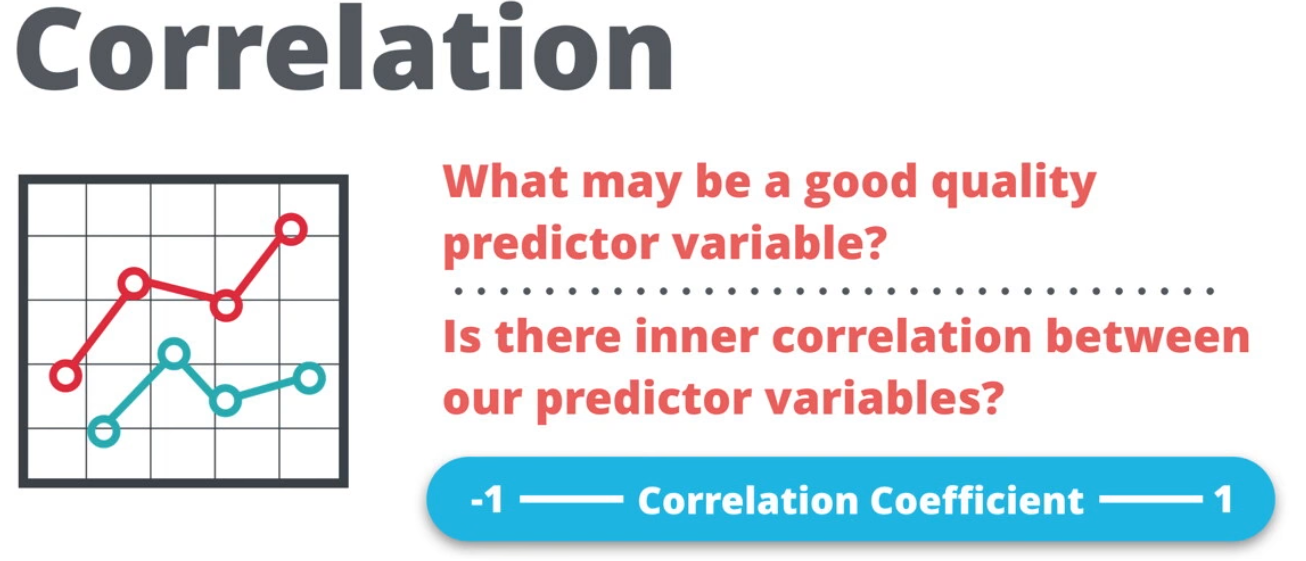 Correlation
What may be a good quality
predictor variable?
Is there inner correlation between
our predictor variables?
-1 Correlation Coefficient 1